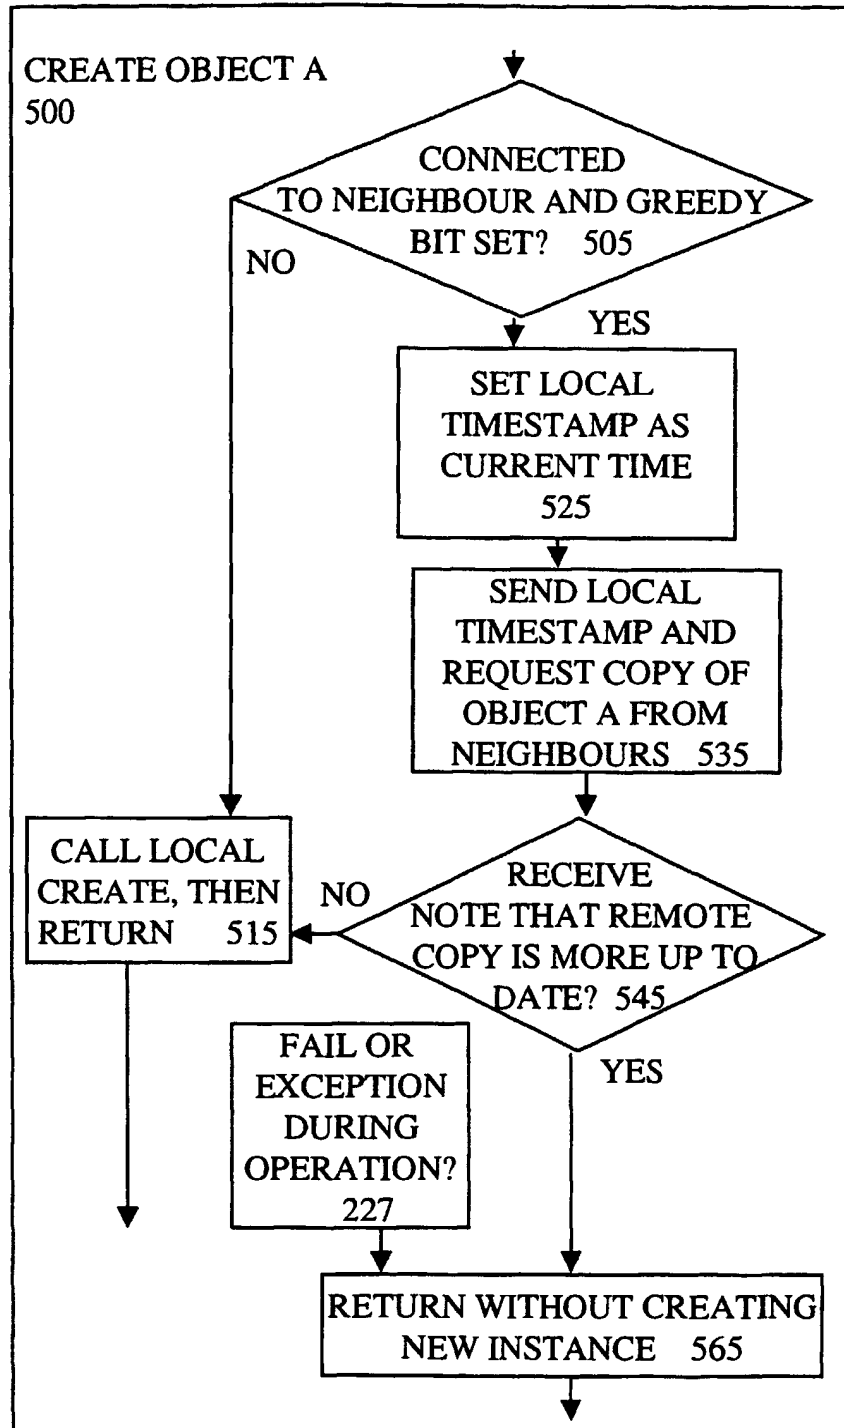 CREATE OBJECT A
500
CONNECTED
TO NEIGHBOUR AND GREEDY
BIT SET? 505
NO
YES
SET LOCAL
TIMESTAMP AS
CURRENT TIME
525
SEND LOCAL
TIMESTAMP AND
REQUEST COPY OF
OBJECT A FROM
NEIGHBOURS 535
CALL LOCAL
CREATE, THEN
RETURN 515
NO
RECEIVE
NOTE THAT REMOTE
COPY IS MORE UP TO
DATE? 545
YES
FAIL OR
EXCEPTION
DURING
OPERATION?
227
RETURN WITHOUT CREATING
NEW INSTANCE 565